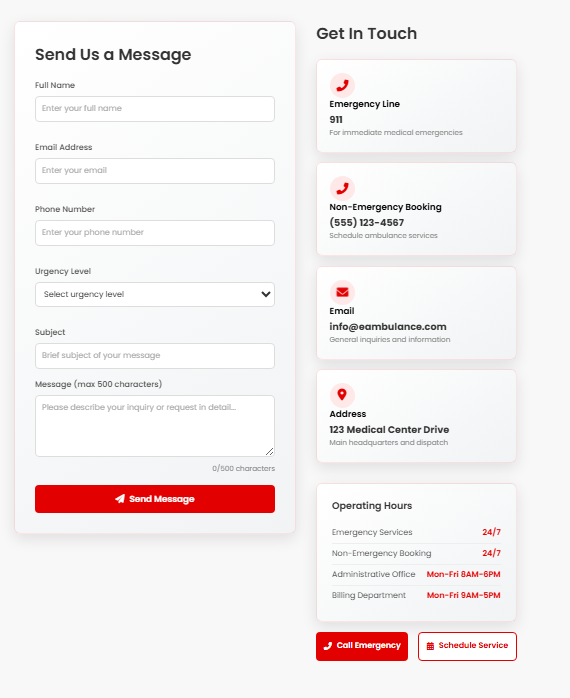 Send Us a Message
Full Name
Enter your full name
Email Address
Enter your email
Phone Number
Enter your phone number
Urgency Level
Select urgency level
Subject
Brief subject of your message
Message (max 500 characters)
Please describe your inquiry or request in detail...
0/500 characters
Send Message
Get In Touch
Emergency Line
911
For immediate medical emergencies
Non-Emergency Booking
(555) 123-4567
Schedule ambulance services
Email
info@eambulance.com
General inquiries and information
Address
123 Medical Center Drive
Main headquarters and dispatch
Operating Hours
Emergency Services 24/7
Non-Emergency Booking 24/7
Administrative Office Mon-Fri 8AM-6PM
Billing Department Mon-Fri 9AM-5PM
Call Emergency Schedule Service